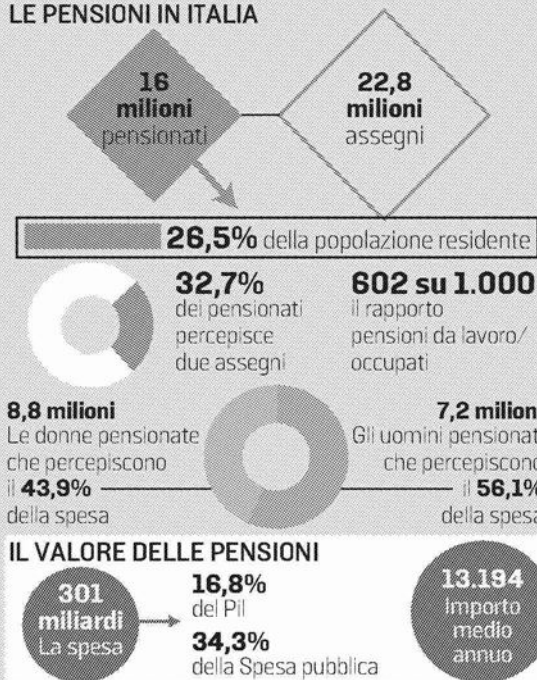 LE PENSIONI IN ITALIA
16
milioni
pensionati
22,8
milioni
assegni
26,5% della popolazione residente
32,7%
dei pensionati
percepisce
due assegni
602 su 1.000
il rapporto
pensioni da lavoro/
occupati
8,8 milioni
Le donne pensionate
che percepiscono
il 43,9%
della spesa
7,2 milion
Gli uomini pensionat
che percepiscono
il 56,1%
della spesa
IL VALORE DELLE PENSIONI
301
miliardi
La spesa
16,8%
del Pil
34,3%
della Spesa pubblica
13.194
Importo
medio
annuo